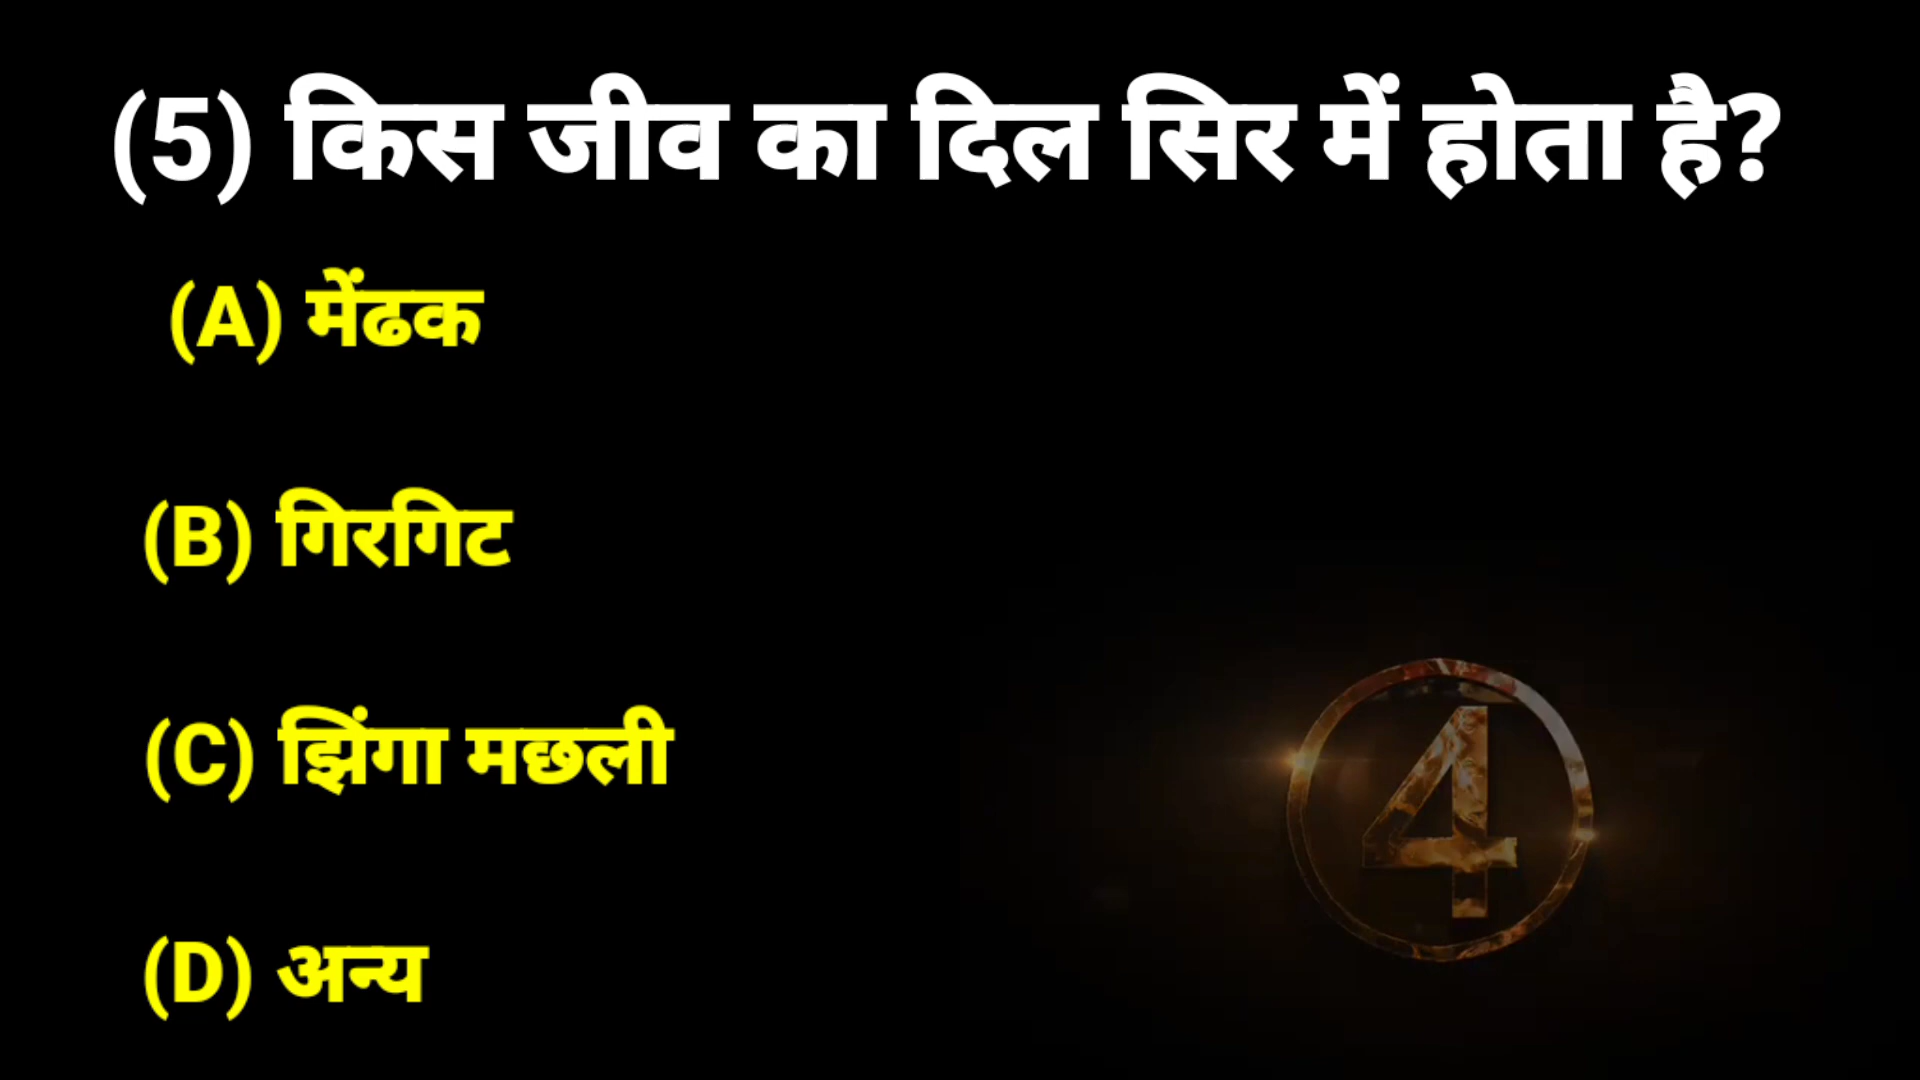 (5) किस जीव का दिल सिर में होता है?
(A) मेंढक
(B) गिरगिट
(C) झिंगा मछली
(D) अन्य
4